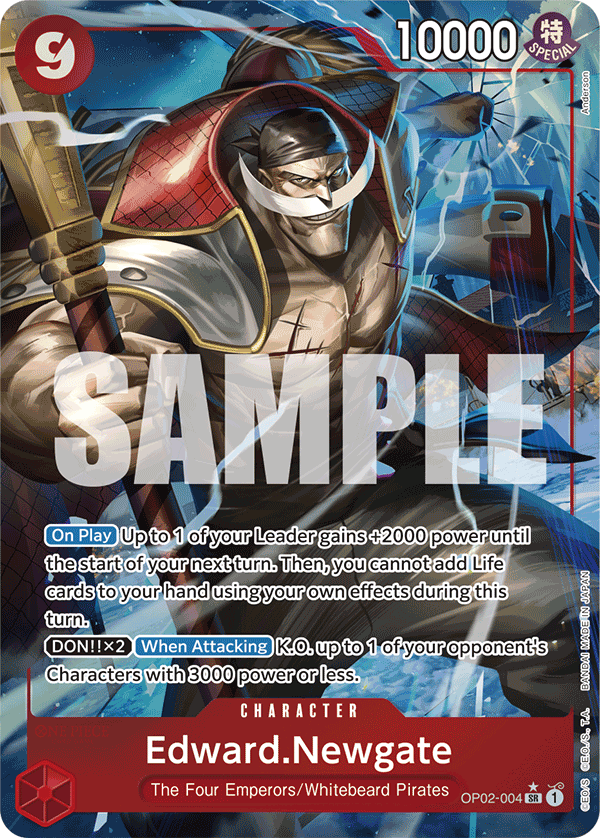 9
10000
特
SPECIAL
Anderson
SAMPLE
On Play Up to 1 of your Leader gains +2000 power until
the start of your next turn. Then, you cannot add Life
cards to your hand using your own effects during this
turn.
DON!!×2 When Attacking K.O. up to 1 of your opponent's
Characters with 3000 power or less.
©E.O./S., T.A. BANDAI MADE IN JAPAN
CHARACTER
Edward.Newgate
The Four Emperors/Whitebeard Pirates
OP02-004 SR 1